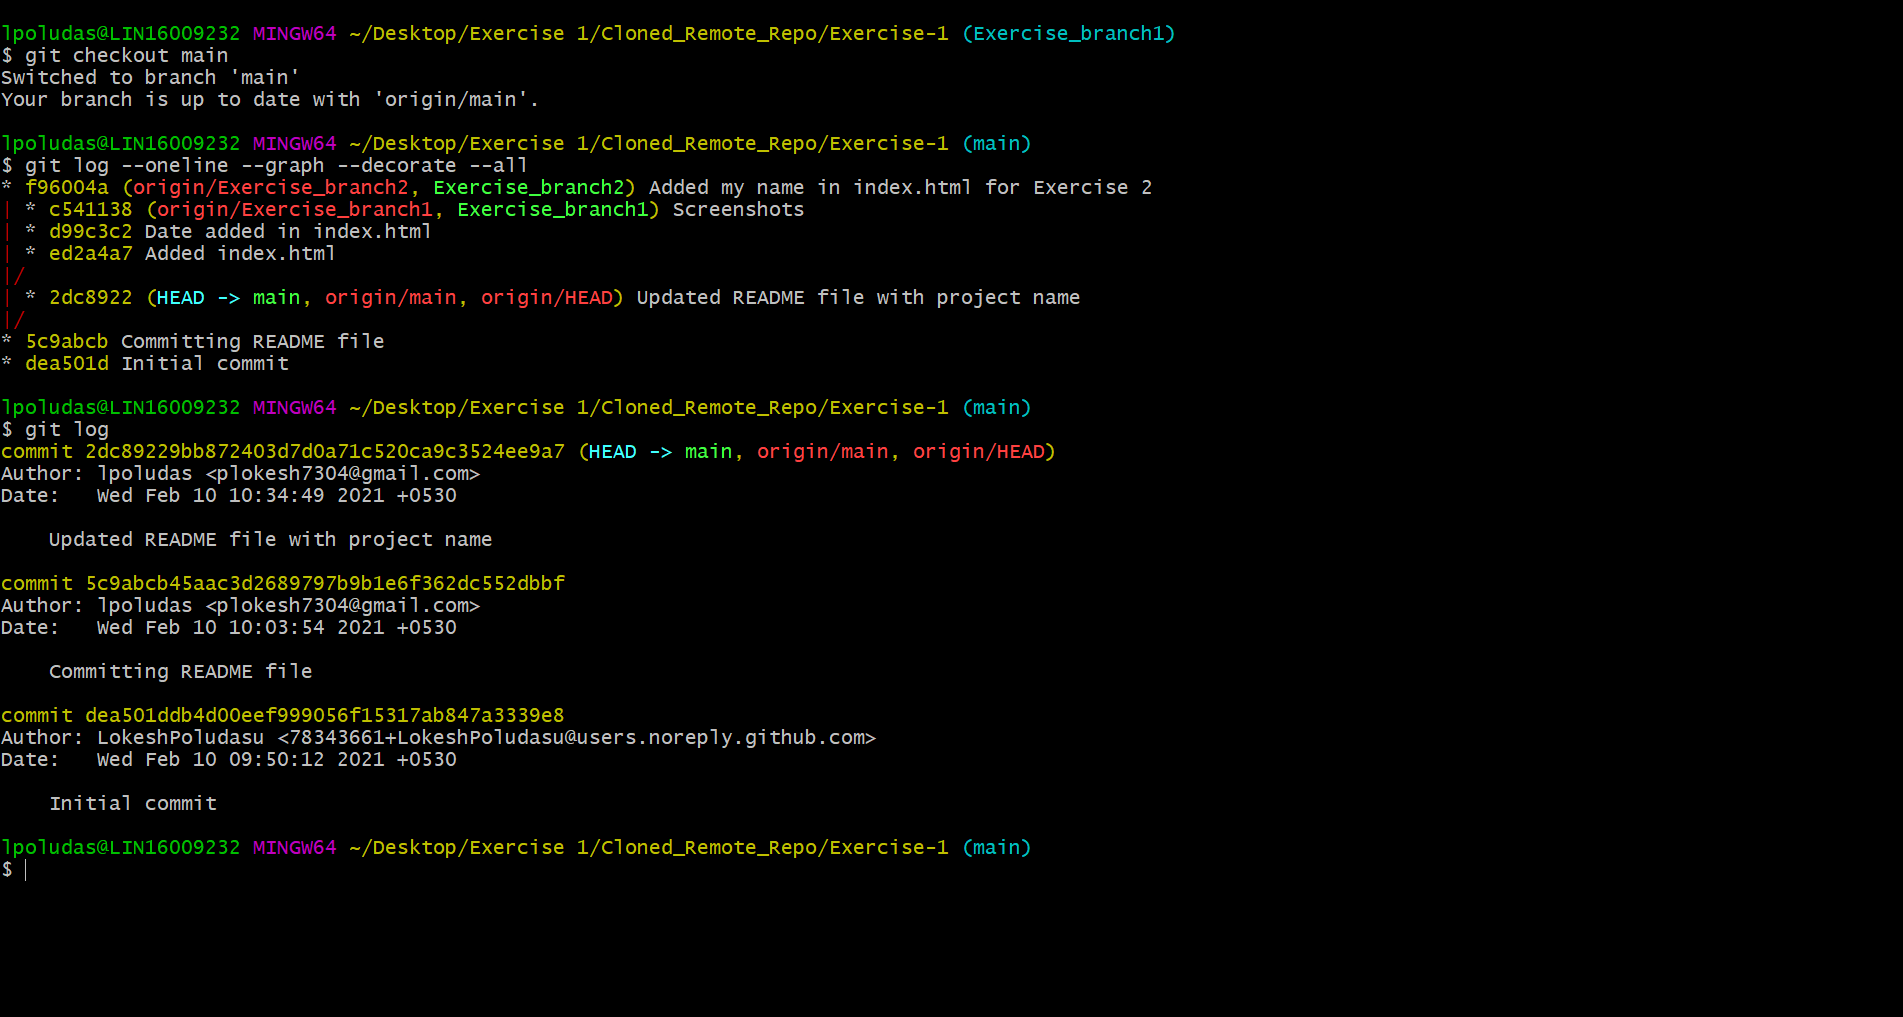 lpoludas@LIN16009232 MINGW64 ~/Desktop/Exercise 1/Cloned_Remote_Repo/Exercise-1 (Exercise_branch1)
$ git checkout main
Switched to branch 'main'
Your branch is up to date with 'origin/main'.

lpoludas@LIN16009232 MINGW64 ~/Desktop/Exercise 1/Cloned_Remote_Repo/Exercise-1 (main)
$ git log --oneline --graph --decorate --all
* f96004a (origin/Exercise_branch2, Exercise_branch2) Added my name in index.html for Exercise 2
| * c541138 (origin/Exercise_branch1, Exercise_branch1) Screenshots
| * d99c3c2 Date added in index.html
| * ed2a4a7 Added index.html
|/
| * 2dc8922 (HEAD -> main, origin/main, origin/HEAD) Updated README file with project name
|/
* 5c9abcb Committing README file
* dea501d Initial commit

lpoludas@LIN16009232 MINGW64 ~/Desktop/Exercise 1/Cloned_Remote_Repo/Exercise-1 (main)
$ git log
commit 2dc89229bb872403d7d0a71c520ca9c3524ee9a7 (HEAD -> main, origin/main, origin/HEAD)
Author: lpoludas <plokesh7304@gmail.com>
Date:   Wed Feb 10 10:34:49 2021 +0530

    Updated README file with project name

commit 5c9abcb45aac3d2689797b9b1e6f362dc552dbbf
Author: lpoludas <plokesh7304@gmail.com>
Date:   Wed Feb 10 10:03:54 2021 +0530

    Committing README file

commit dea501ddb4d00eef999056f15317ab847a3339e8
Author: LokeshPoludasu <78343661+LokeshPoludasu@users.noreply.github.com>
Date:   Wed Feb 10 09:50:12 2021 +0530

    Initial commit

lpoludas@LIN16009232 MINGW64 ~/Desktop/Exercise 1/Cloned_Remote_Repo/Exercise-1 (main)
$